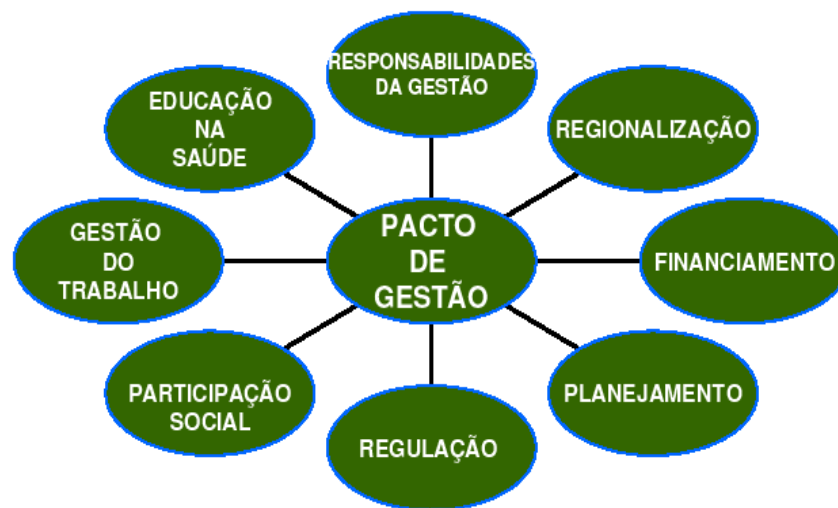 RESPONSABILIDADES
DA GESTÃO
EDUCAÇÃO
NA
SAÚDE
REGIONALIZAÇÃO
GESTÃO
DO
TRABALHO
PACTO
DE
GESTÃO
FINANCIAMENTO
PARTICIPAÇÃO
SOCIAL
PLANEJAMENTO
REGULAÇÃO